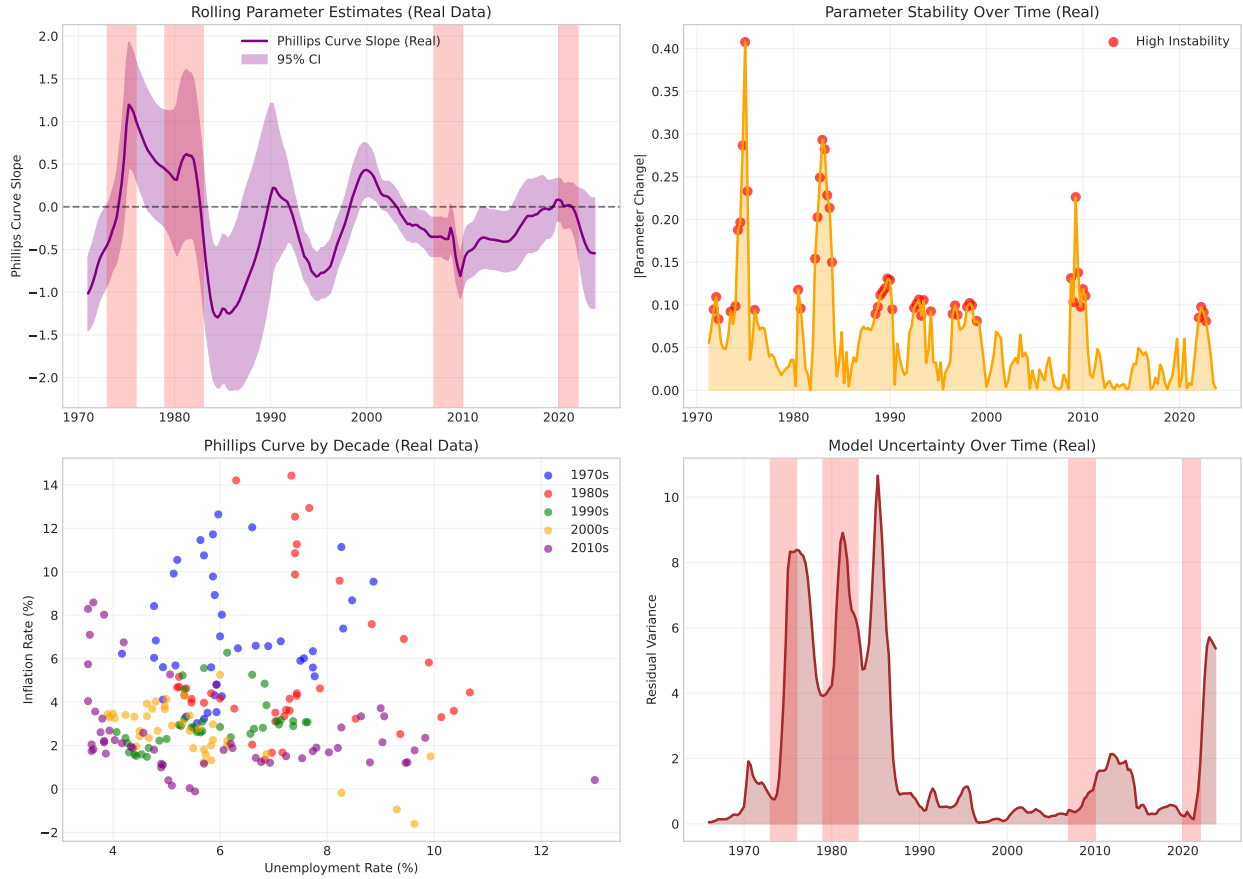 Rolling Parameter Estimates (Real Data)
Phillips Curve Slope
2.0
1.5
1.0
0.5
0.0
−0.5
−1.0
−1.5
−2.0
Phillips Curve Slope (Real)
95% CI
1970 1980 1990 2000 2010 2020
Parameter Stability Over Time (Real)
|Parameter Change|
0.40
0.35
0.30
0.25
0.20
0.15
0.10
0.05
0.00
High Instability
1970 1980 1990 2000 2010 2020
Phillips Curve by Decade (Real Data)
Inflation Rate (%)
14
12
10
8
6
4
2
0
−2
1970s
1980s
1990s
2000s
2010s
4 6 8 10 12
Unemployment Rate (%)
Model Uncertainty Over Time (Real)
Residual Variance
10
8
6
4
2
0
1970 1980 1990 2000 2010 2020